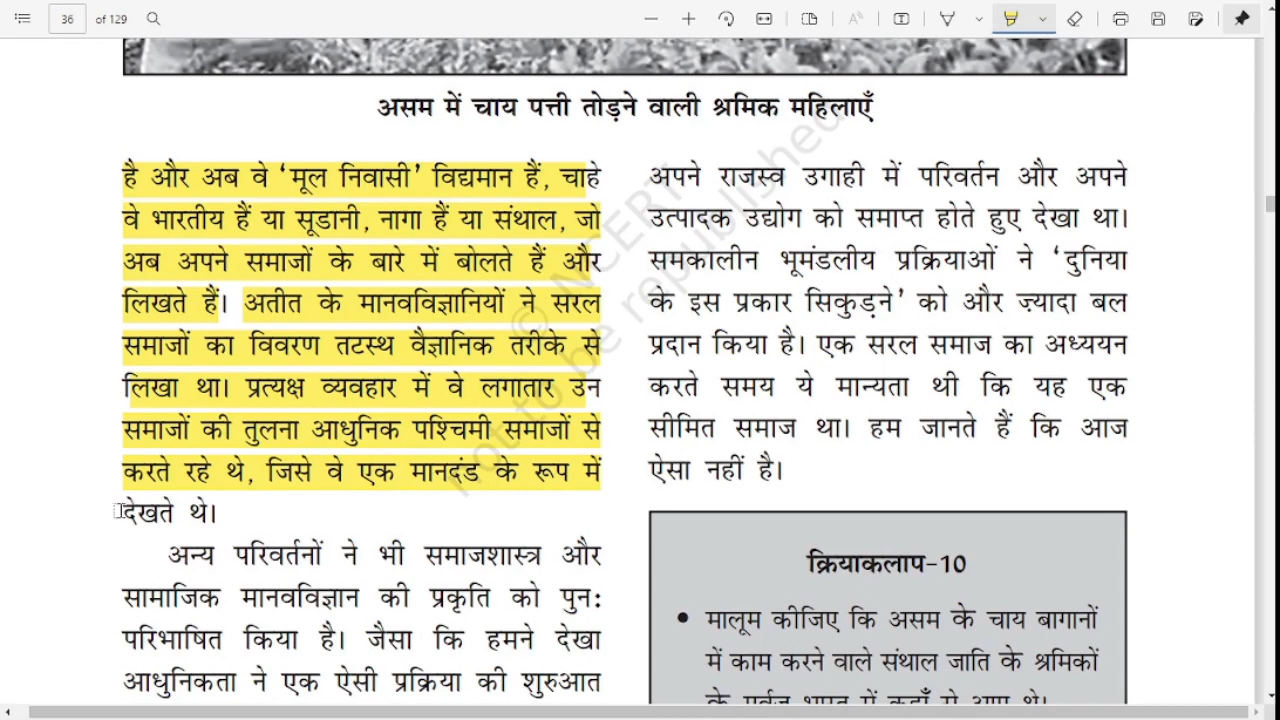 36 of 129
असम में चाय पत्ती तोड़ने वाली श्रमिक महिलाएँ
है और अब वे ‘मूल निवासी’ विद्यमान हैं, चाहे
वे भारतीय हैं या सूडानी, नागा हैं या संथाल, जो
अब अपने समाजों के बारे में बोलते हैं और
लिखते हैं। अतीत के मानवविज्ञानियों ने सरल
समाजों का विवरण तटस्थ वैज्ञानिक तरीके से
लिखा था। प्रत्यक्ष व्यवहार में वे लगातार उन
समाजों की तुलना आधुनिक पश्चिमी समाजों से
करते रहे थे, जिसे वे एक मानदंड के रूप में
देखते थे।
अन्य परिवर्तनों ने भी समाजशास्त्र और
सामाजिक मानवविज्ञान की प्रकृति को पुन:
परिभाषित किया है। जैसा कि हमने देखा
आधुनिकता ने एक ऐसी प्रक्रिया की शुरुआत
अपने राजस्व उगाही में परिवर्तन और अपने
उत्पादक उद्योग को समाप्त होते हुए देखा था।
समकालीन भूमंडलीय प्रक्रियाओं ने ‘दुनिया
के इस प्रकार सिकुड़ने’ को और ज़्यादा बल
प्रदान किया है। एक सरल समाज का अध्ययन
करते समय ये मान्यता थी कि यह एक
सीमित समाज था। हम जानते हैं कि आज
ऐसा नहीं है।
क्रियाकलाप-10
• मालूम कीजिए कि असम के चाय बागानों
में काम करने वाले संथाल जाति के श्रमिकों
© NCERT
not to be republished